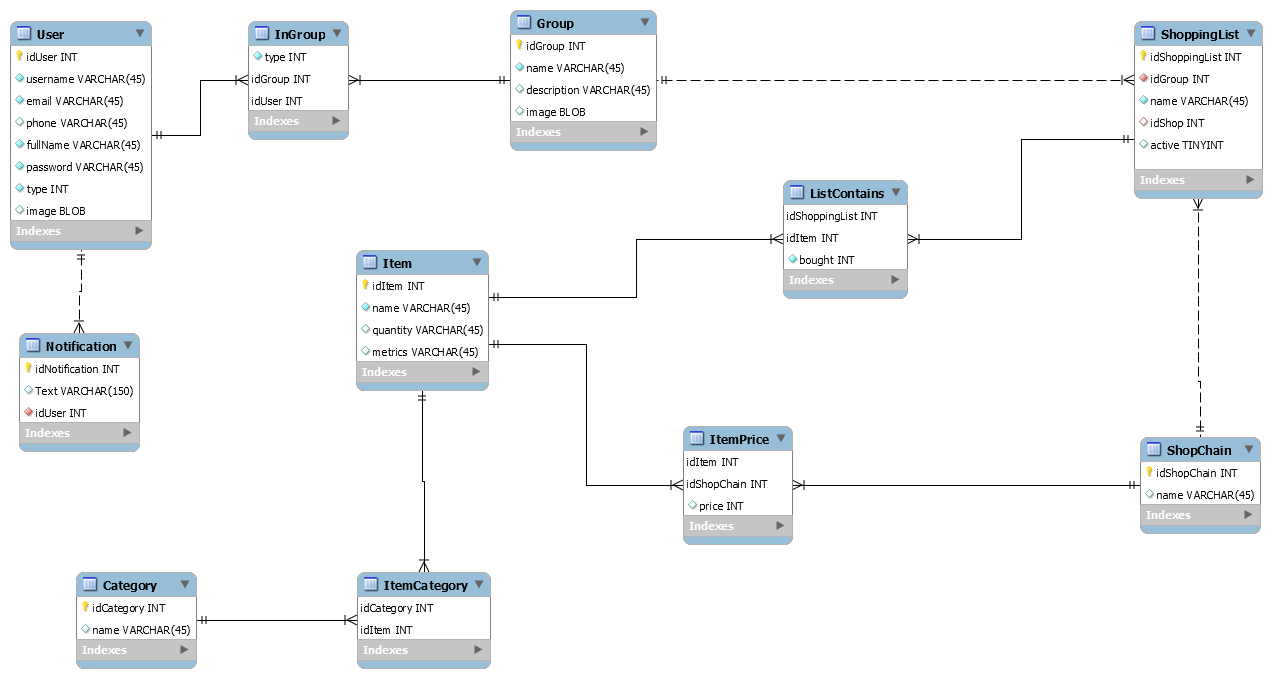 User
idUser INT
username VARCHAR(45)
email VARCHAR(45)
phone VARCHAR(45)
fullName VARCHAR(45)
password VARCHAR(45)
type INT
image BLOB
Indexes
InGroup
type INT
idGroup INT
idUser INT
Indexes
Group
idGroup INT
name VARCHAR(45)
description VARCHAR(45)
image BLOB
Indexes
ShoppingList
idShoppingList INT
idGroup INT
name VARCHAR(45)
idShop INT
active TINYINT
Indexes
ListContains
idShoppingList INT
idItem INT
bought INT
Indexes
Item
idItem INT
name VARCHAR(45)
quantity VARCHAR(45)
metrics VARCHAR(45)
Indexes
Notification
idNotification INT
Text VARCHAR(150)
idUser INT
Indexes
ItemPrice
idItem INT
idShopChain INT
price INT
Indexes
ShopChain
idShopChain INT
name VARCHAR(45)
Indexes
Category
idCategory INT
name VARCHAR(45)
Indexes
ItemCategory
idCategory INT
idItem INT
Indexes